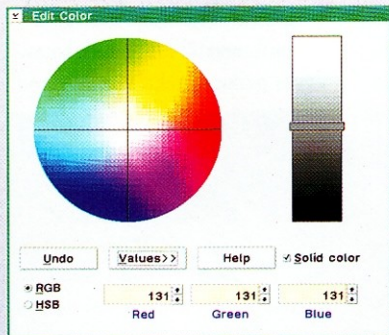 Edit Color
Undo Values>> Help Solid color
RGB 131 131 131
HSB Red Green Blue